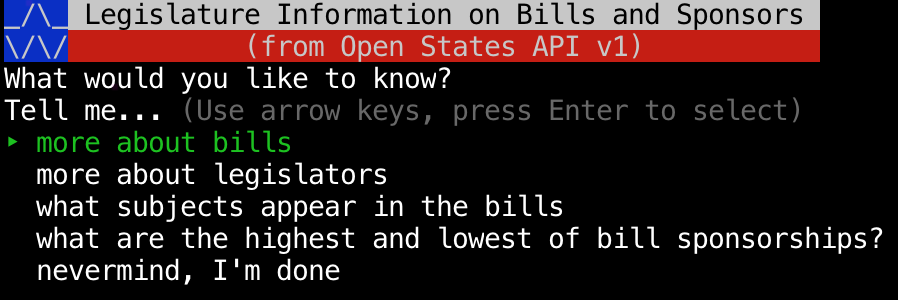 _/\_ Legislature Information on Bills and Sponsors
\/\/ (from Open States API v1)
What would you like to know?
Tell me... (Use arrow keys, press Enter to select)
‣ more about bills
more about legislators
what subjects appear in the bills
what are the highest and lowest of bill sponsorships?
nevermind, I'm done